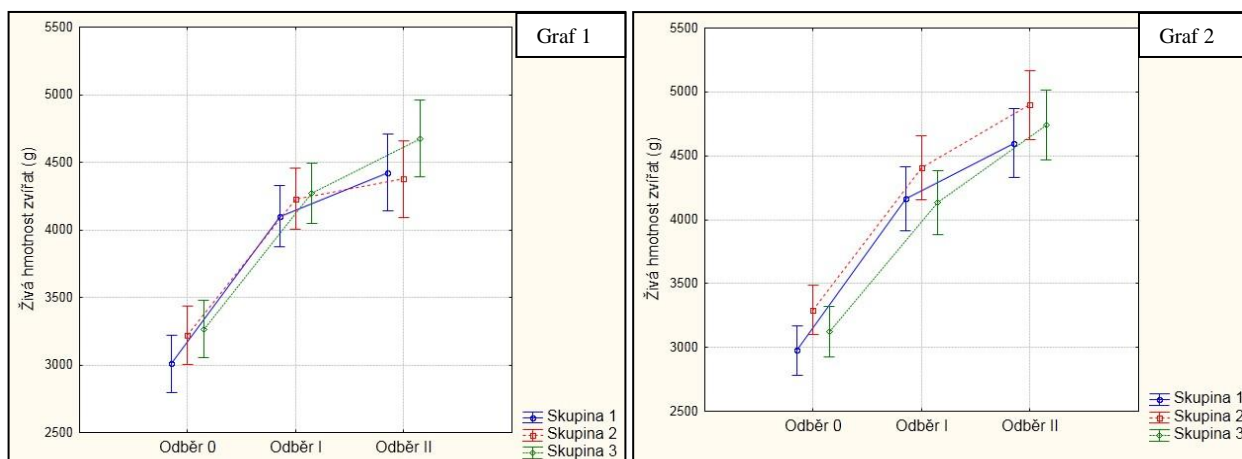 Graf 1
Živá hmotnost zvířat (g)
5500
5000
4500
4000
3500
3000
2500
Odběr 0
Odběr I
Odběr II
Skupina 1
Skupina 2
Skupina 3
Graf 2
Živá hmotnost zvířat (g)
5500
5000
4500
4000
3500
3000
2500
Odběr 0
Odběr I
Odběr II
Skupina 1
Skupina 2
Skupina 3